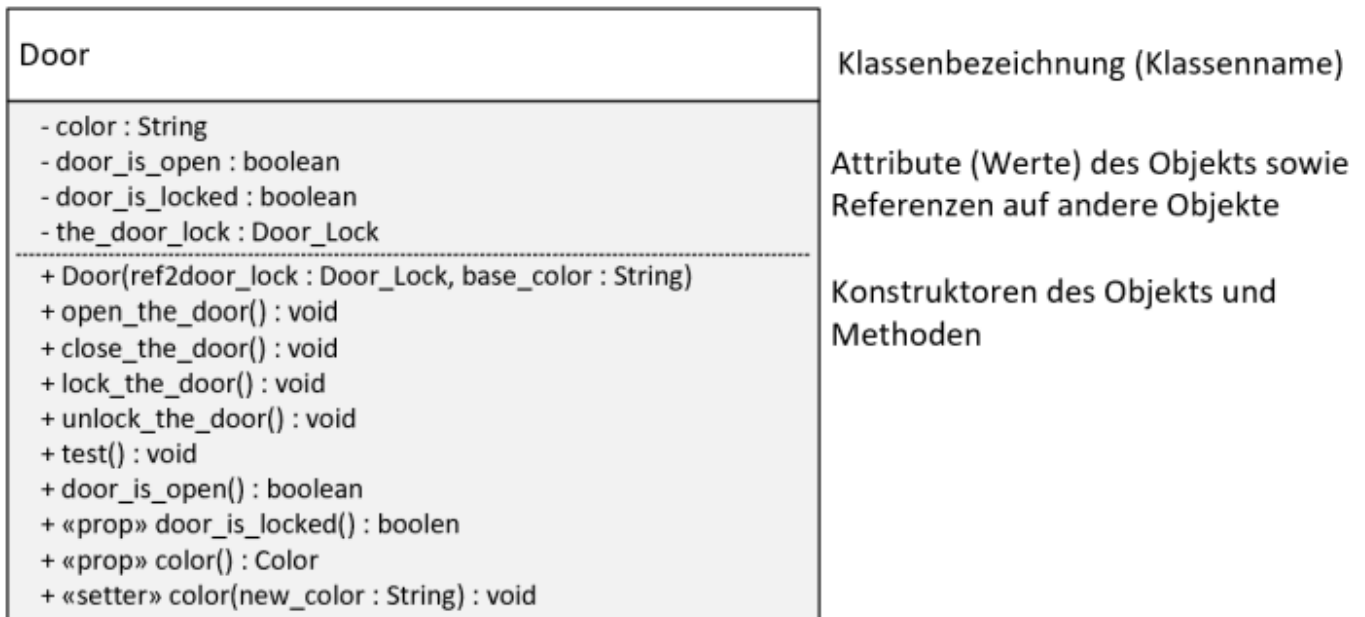 Door
Klassenbezeichnung (Klassenname)
- color : String
- door_is_open : boolean
- door_is_locked : boolean
- the_door_lock : Door_Lock
Attribute (Werte) des Objekts sowie
Referenzen auf andere Objekte
+ Door(ref2door_lock : Door_Lock, base_color : String)
+ open_the_door() : void
+ close_the_door() : void
+ lock_the_door() : void
+ unlock_the_door() : void
+ test() : void
+ door_is_open() : boolean
+ «prop» door_is_locked() : boolen
+ «prop» color() : Color
+ «setter» color(new_color : String) : void
Konstruktoren des Objekts und
Methoden